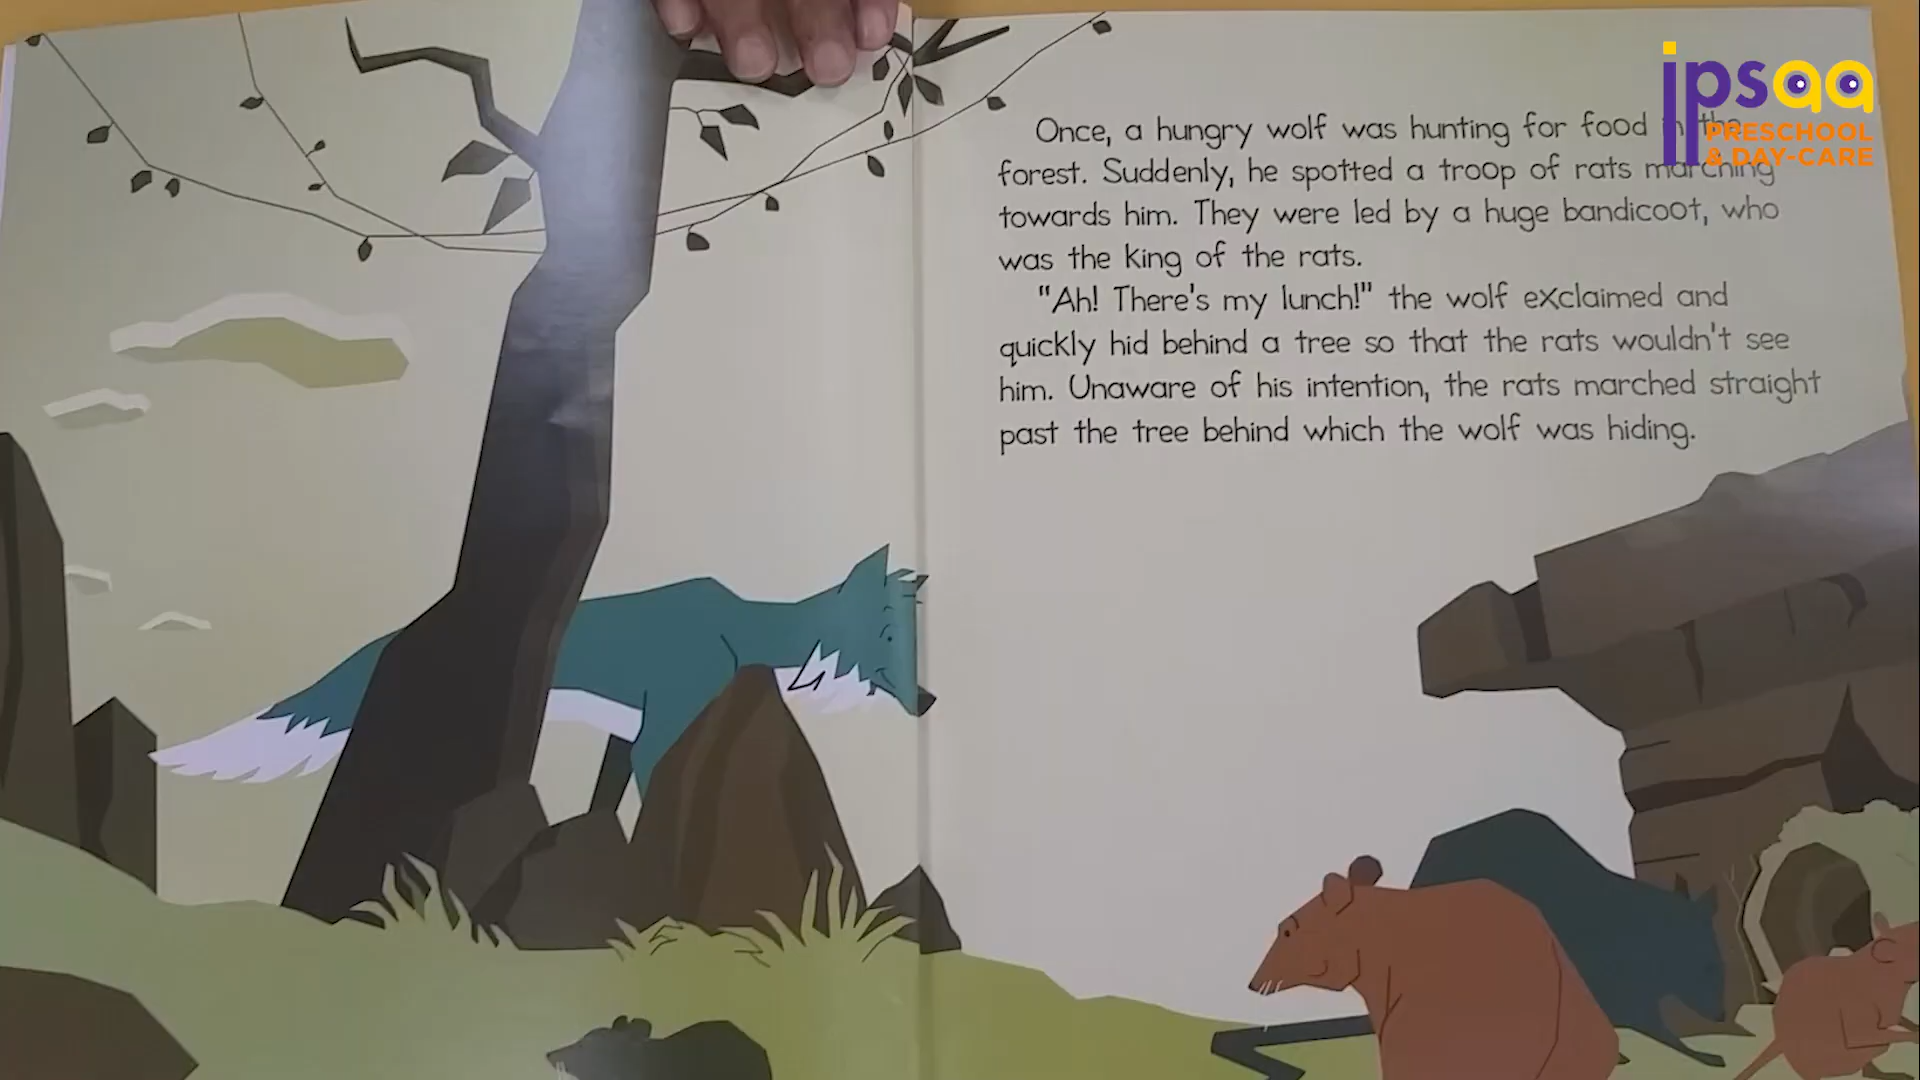 Once, a hungry wolf was hunting for food in the
forest. Suddenly, he spotted a troop of rats marching
towards him. They were led by a huge bandicoot, who
was the king of the rats.
"Ah! There's my lunch!" the wolf exclaimed and
quickly hid behind a tree so that the rats wouldn't see
him. Unaware of his intention, the rats marched straight
past the tree behind which the wolf was hiding.
ipsaa
PRESCHOOL
& DAY-CARE